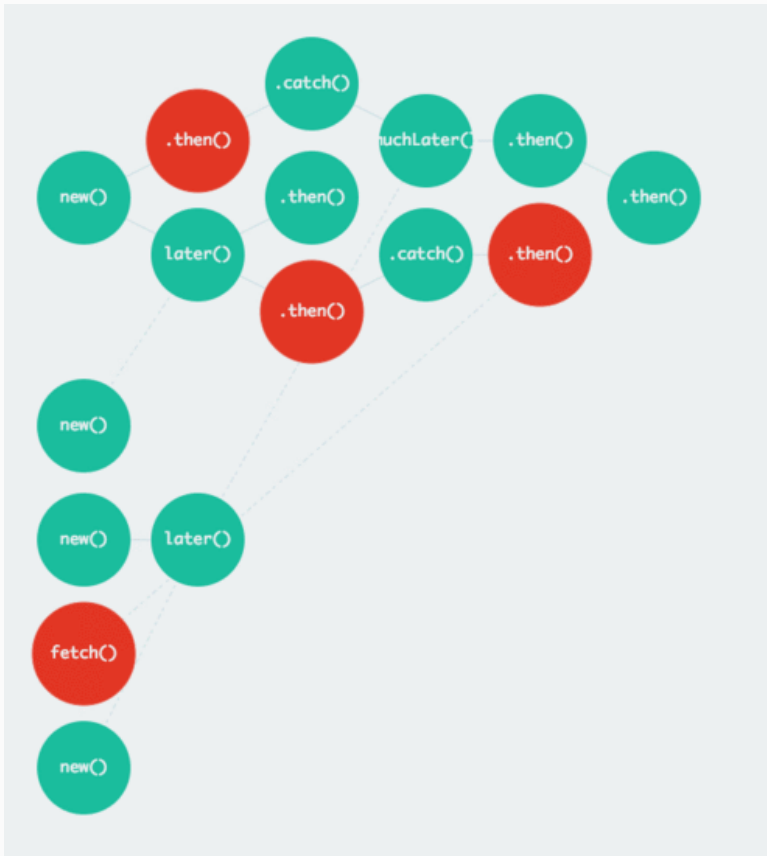 .catch()
.then()
uchLater(
.then()
new()
.then()
.then()
later()
.catch()
.then()
.then()
new()
new()
later()
fetch()
new()